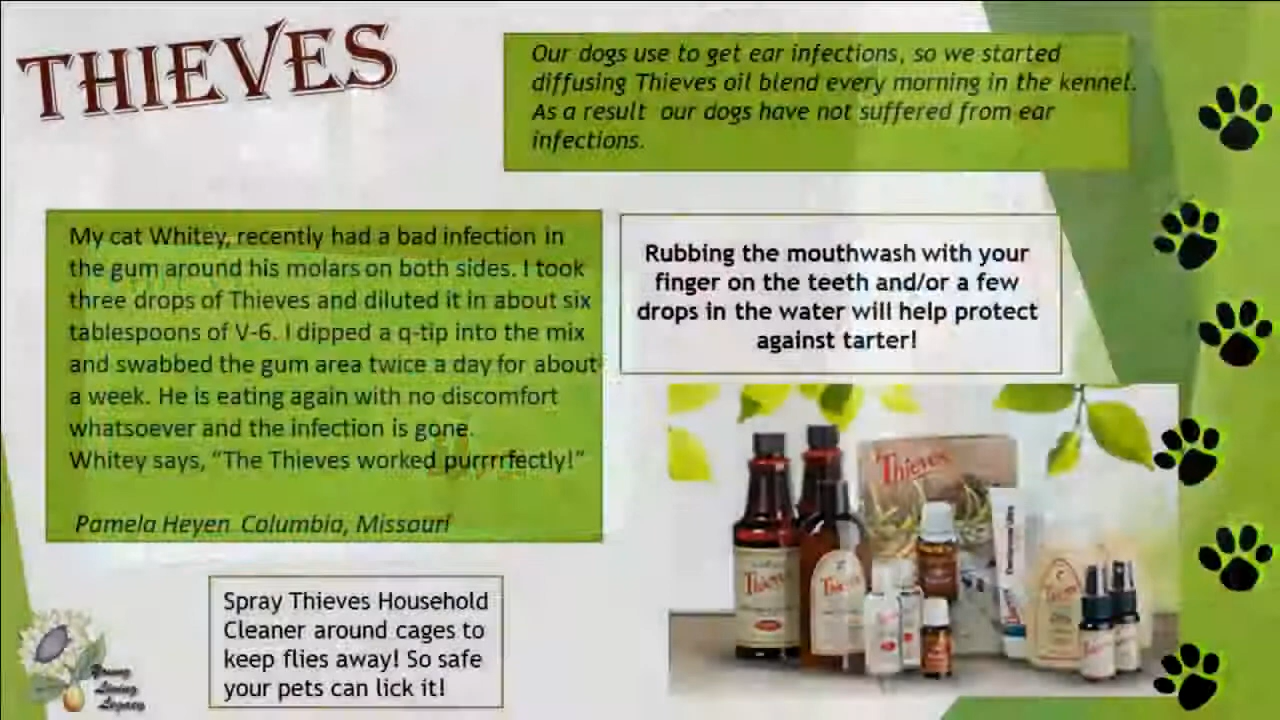 THIEVES
Our dogs use to get ear infections, so we started
diffusing Thieves oil blend every morning in the kennel.
As a result our dogs have not suffered from ear
infections.
My cat Whitey, recently had a bad infection in
the gum around his molars on both sides. I took
three drops of Thieves and diluted it in about six
tablespoons of V-6. I dipped a q-tip into the mix
and swabbed the gum area twice a day for about
a week. He is eating again with no discomfort
whatsoever and the infection is gone.
Whitey says, “The Thieves worked purrrrfectly!”
Pamela Heyen Columbia, Missouri
Rubbing the mouthwash with your
finger on the teeth and/or a few
drops in the water will help protect
against tarter!
Thieves
Thieves
Thieves
Spray Thieves Household
Cleaner around cages to
keep flies away! So safe
your pets can lick it!
Young
Living
Legacy